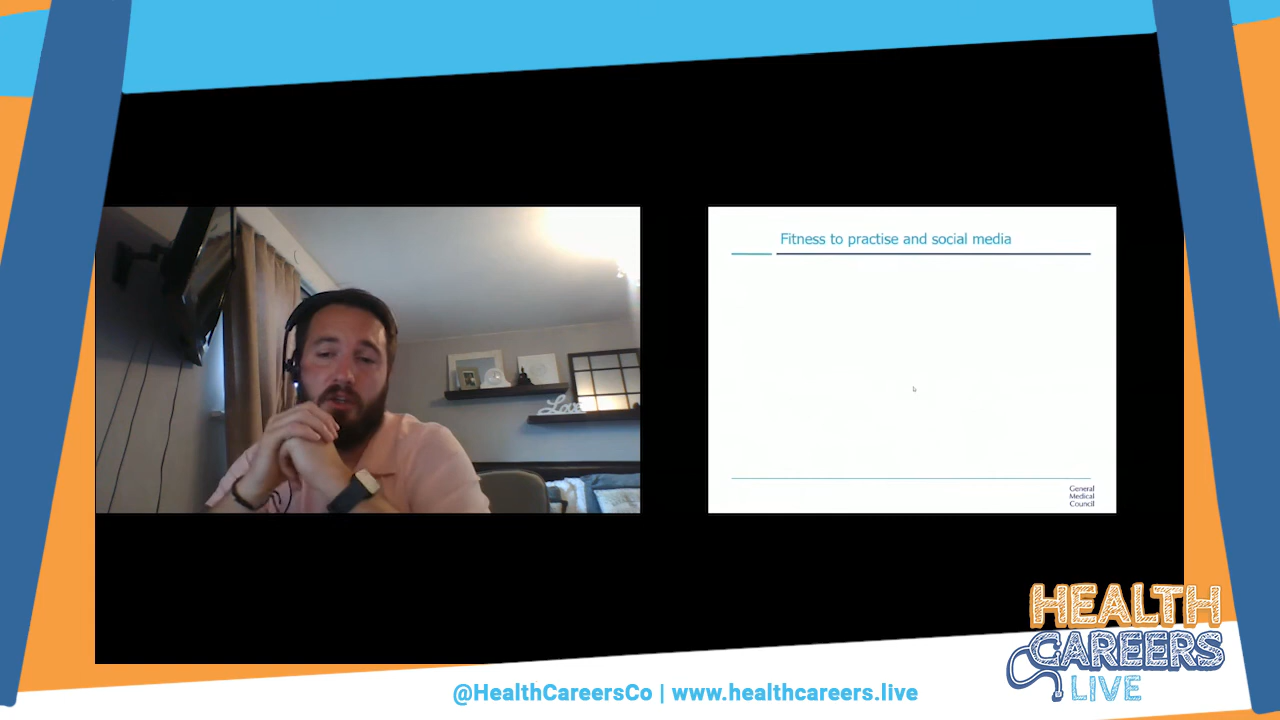 Love
Fitness to practise and social media
General
Medical
Council
HEALTH
CAREERS
LIVE
@HealthCareersCo | www.healthcareers.live